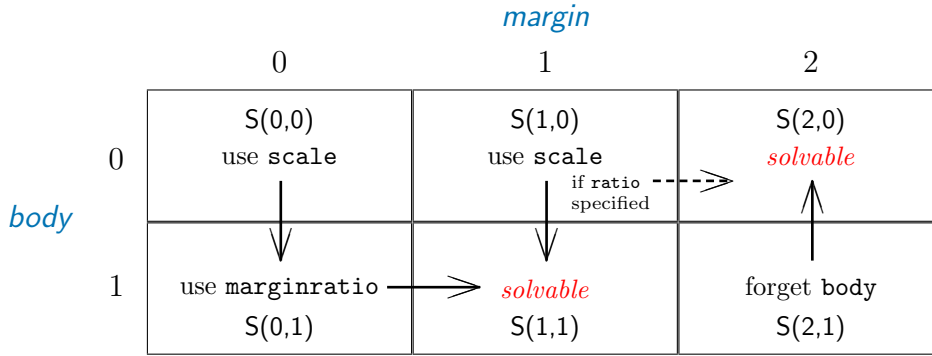 margin
0 1 2
S(0,0) S(1,0) S(2,0)
0 use scale use scale solvable
if ratio
specified
body
1 use marginratio solvable forget body
S(0,1) S(1,1) S(2,1)